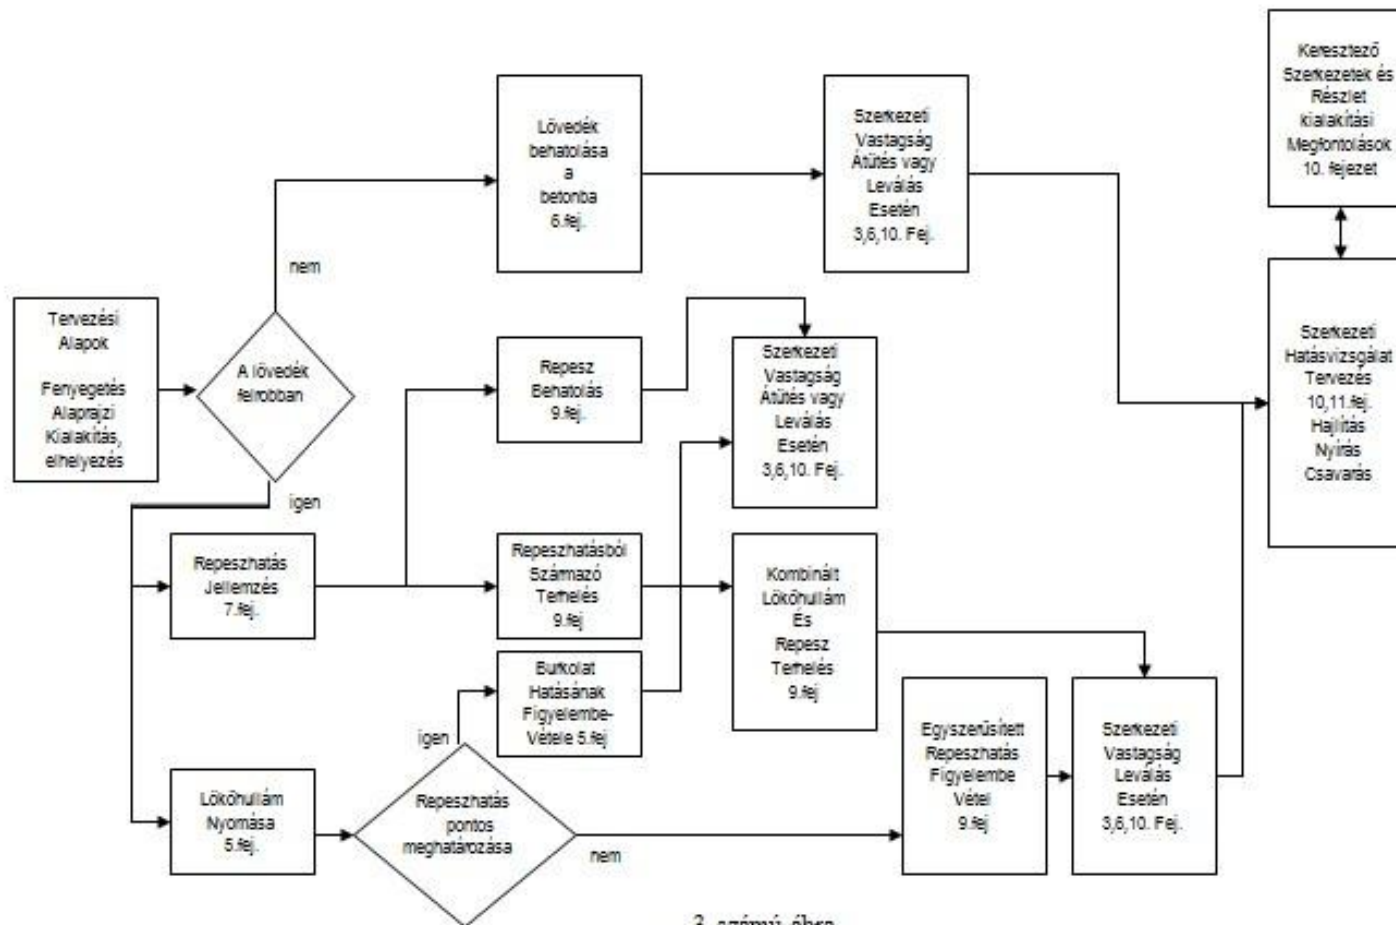 Keresztező
Szerkezetek és
Részlet
kialakítási
Megfontolások
10. fejezet
Lövedék
behatolása
a
betonba
6.fej.
Szerkezeti
Vastagság
Átütés vagy
Leválás
Esetén
3,6,10. Fej.
nem
Tervezési
Alapok
Fenyegetés
Alaprajzi
Kialakítás,
elhelyezés
A lövedék
felrobban
igen
Repesz
Behatolás
9.fej.
Szerkezeti
Vastagság
Átütés vagy
Leválás
Esetén
3,6,10. Fej.
Szerkezeti
Hatásvizsgálat
Tervezés
10,11.fej.
Hajlítás
Nyírás
Csavarás
Repeszhatás
Jellemzés
7.fej.
Repeszhatásból
Származó
Terhelés
9.fej
Kombinált
Lökőhullám
És
Repesz
Terhelés
9.fej
Burkolat
Hatásának
Figyelembe-
Vétele 5.fej
igen
Lökőhullám
Nyomása
5.fej.
Repeszhatás
pontos
meghatározása
nem
Egyszerűsített
Repeszhatás
Figyelembe
Vétel
9.fej
Szerkezeti
Vastagság
Leválás
Esetén
3,6,10. Fej.
3. számú ábra